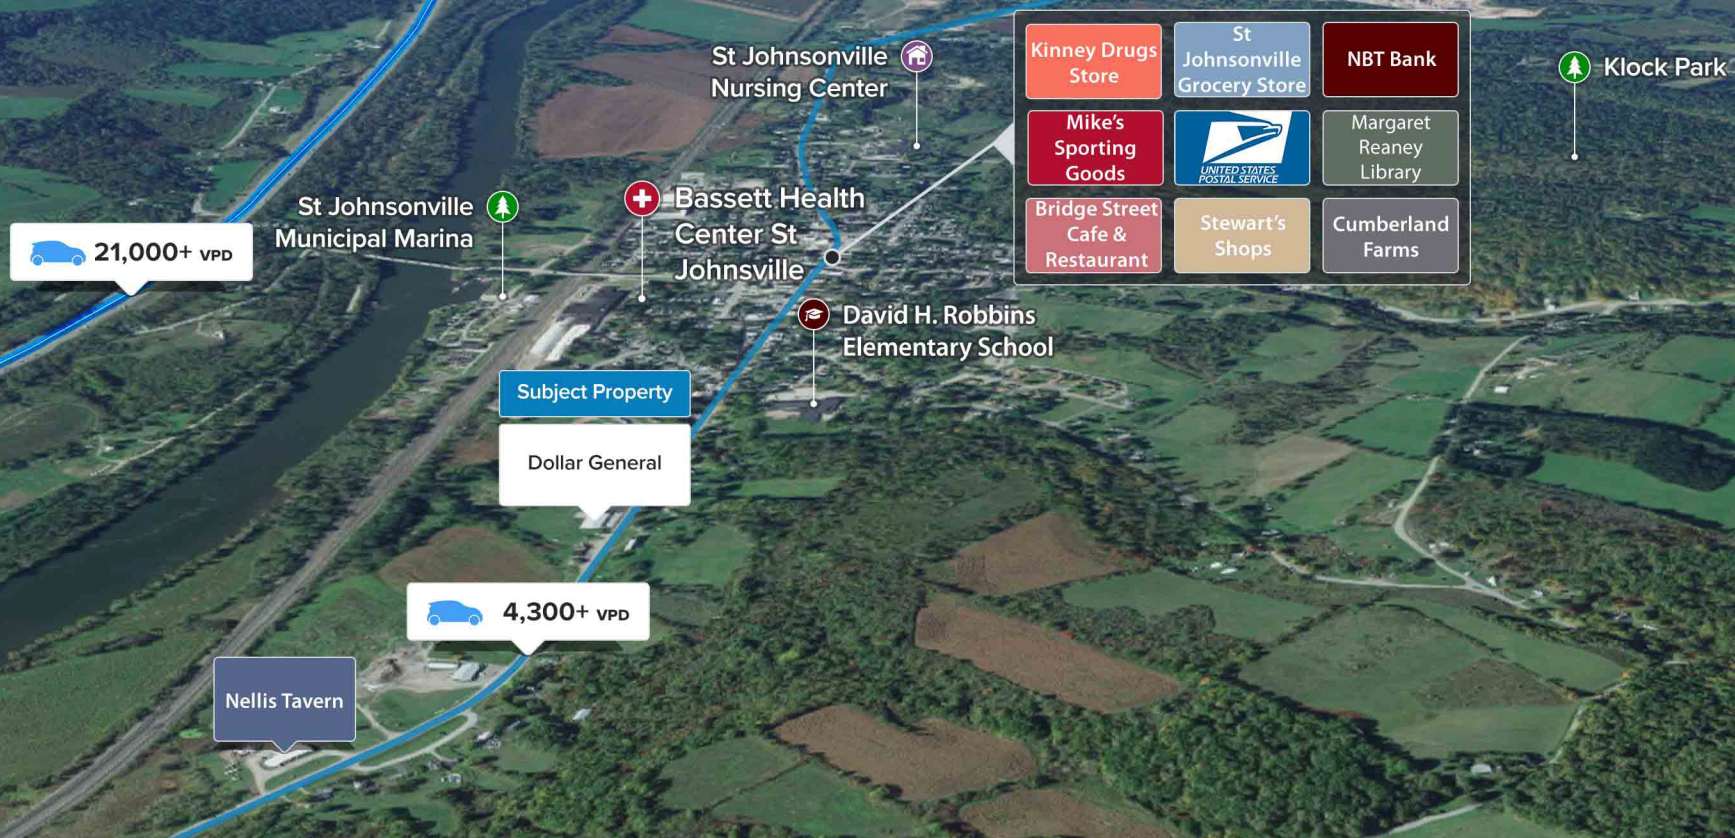 St Johnsonville
Nursing Center
Kinney Drugs
Store
St
Johnsonville
Grocery Store
NBT Bank
Klock Park
Mike's
Sporting
Goods
UNITED STATES
POSTAL SERVICE
Margaret
Reaney
Library
St Johnsonville
Municipal Marina
Bassett Health
Center St
Johnsville
Bridge Street
Cafe &
Restaurant
Stewart's
Shops
Cumberland
Farms
21,000+ VPD
David H. Robbins
Elementary School
Subject Property
Dollar General
4,300+ VPD
Nellis Tavern